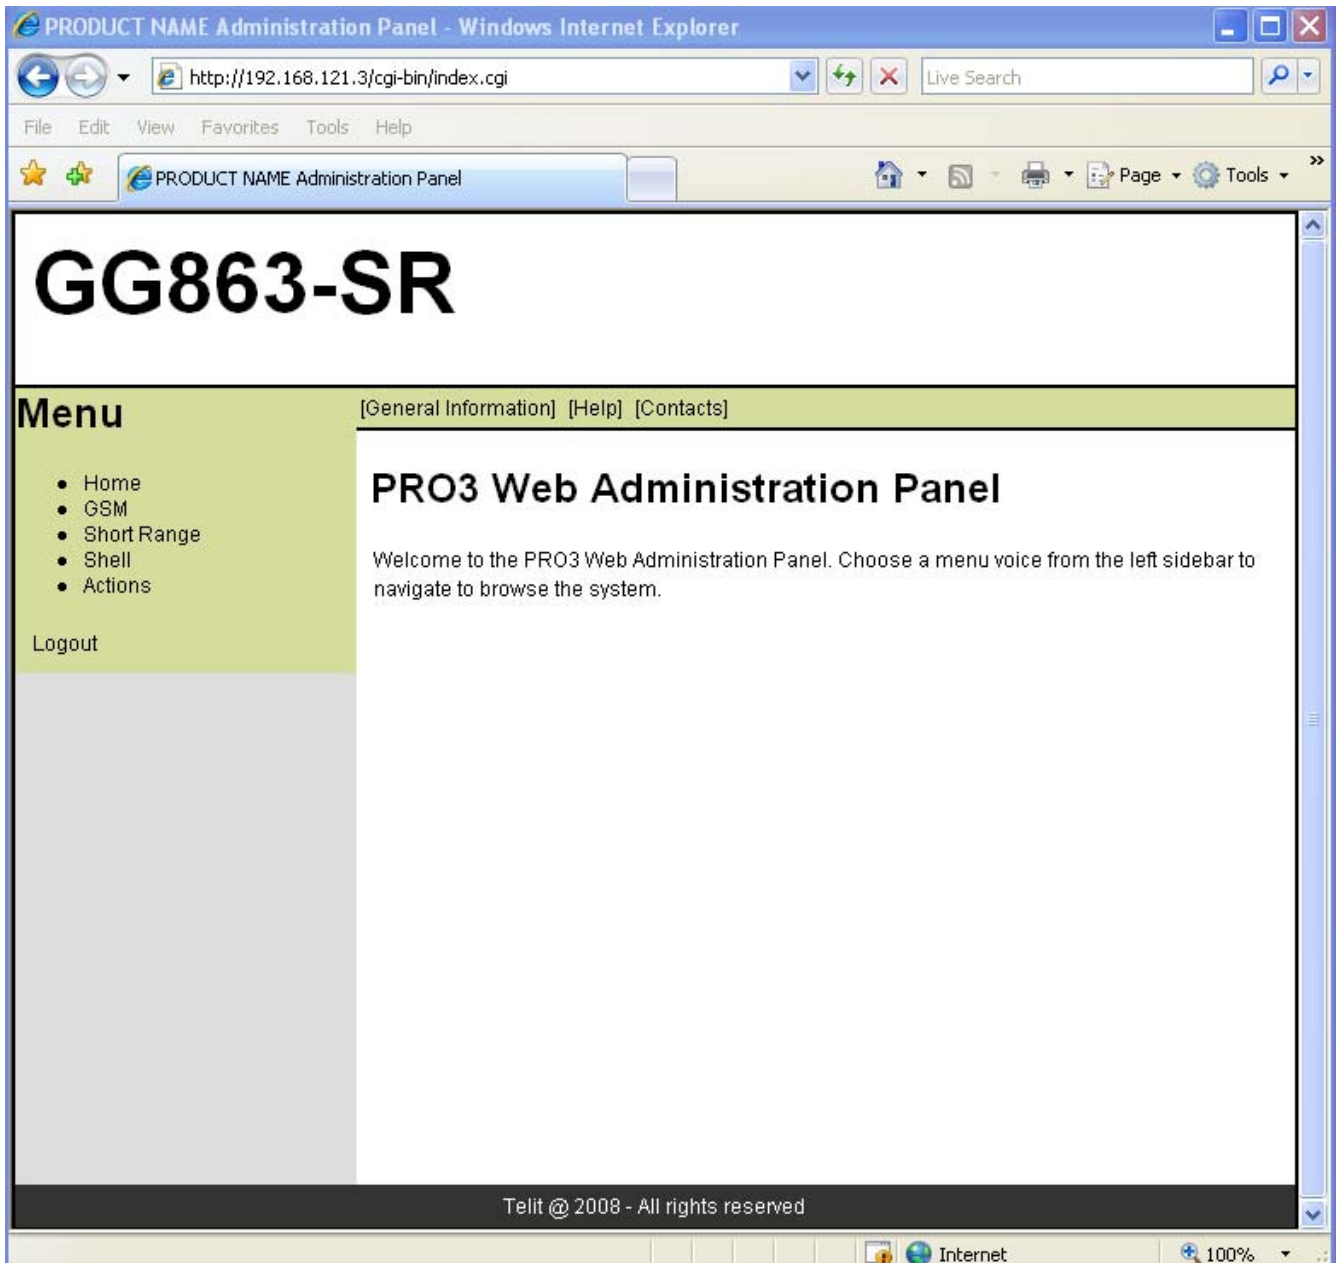 PRODUCT NAME Administration Panel - Windows Internet Explorer
http://192.168.121.3/cgi-bin/index.cgi
Live Search
File Edit View Favorites Tools Help
PRODUCT NAME Administration Panel
Page Tools »
GG863-SR
Menu
[General Information] [Help] [Contacts]
Home
GSM
Short Range
Shell
Actions
Logout
PRO3 Web Administration Panel
Welcome to the PRO3 Web Administration Panel. Choose a menu voice from the left sidebar to
navigate to browse the system.
Telit @ 2008 - All rights reserved
Internet 100%